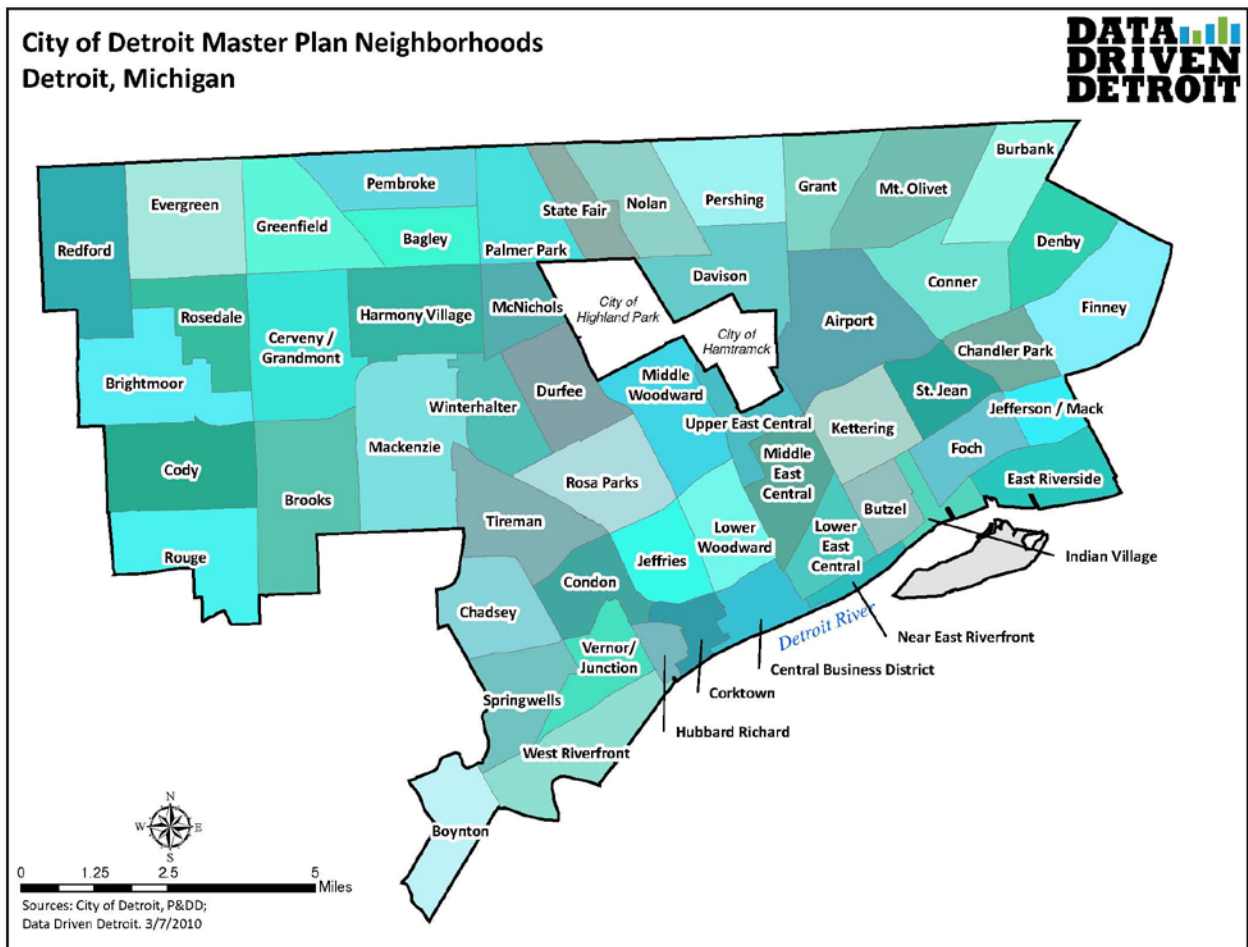 City of Detroit Master Plan Neighborhoods
Detroit, Michigan
DATA
DRIVEN
DETROIT
Burbank
Pembroke
Grant
Mt. Olivet
Evergreen
Nolan
Pershing
State Fair
Greenfield
Bagley
Denby
Redford
Palmer Park
Davison
Conner
City of
Highland Park
McNichols
Finney
Rosedale
Harmony Village
Airport
Cerveny /
Grandmont
City of
Hamtramck
Chandler Park
Brightmoor
Durfee
Middle
Woodward
St. Jean
Winterhalter
Jefferson / Mack
Upper East Central
Kettering
Mackenzie
Foch
Middle
East
Central
Cody
Rosa Parks
East Riverside
Brooks
Butzel
Tireman
Lower
Woodward
Lower
East
Central
Rouge
Jeffries
Indian Village
Condon
Chadsey
Detroit River
Near East Riverfront
Vernor/
Junction
Central Business District
Corktown
Springwells
Hubbard Richard
West Riverfront
Boynton
N
W
E
S
0
1.25
2.5
5
Miles
Sources: City of Detroit, P&DD;
Data Driven Detroit. 3/7/2010